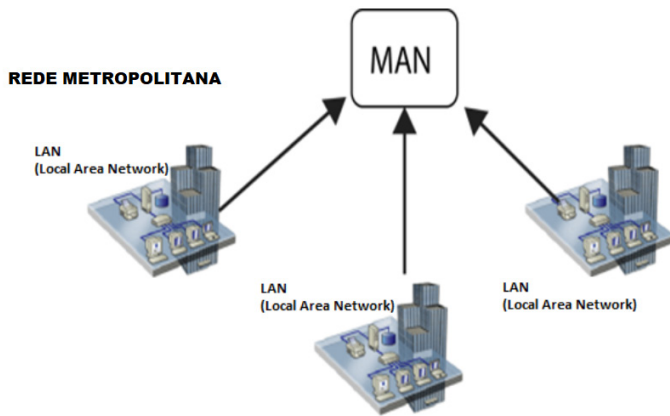 MAN
REDE METROPOLITANA
LAN
(Local Area Network)
LAN
(Local Area Network)
LAN
(Local Area Network)